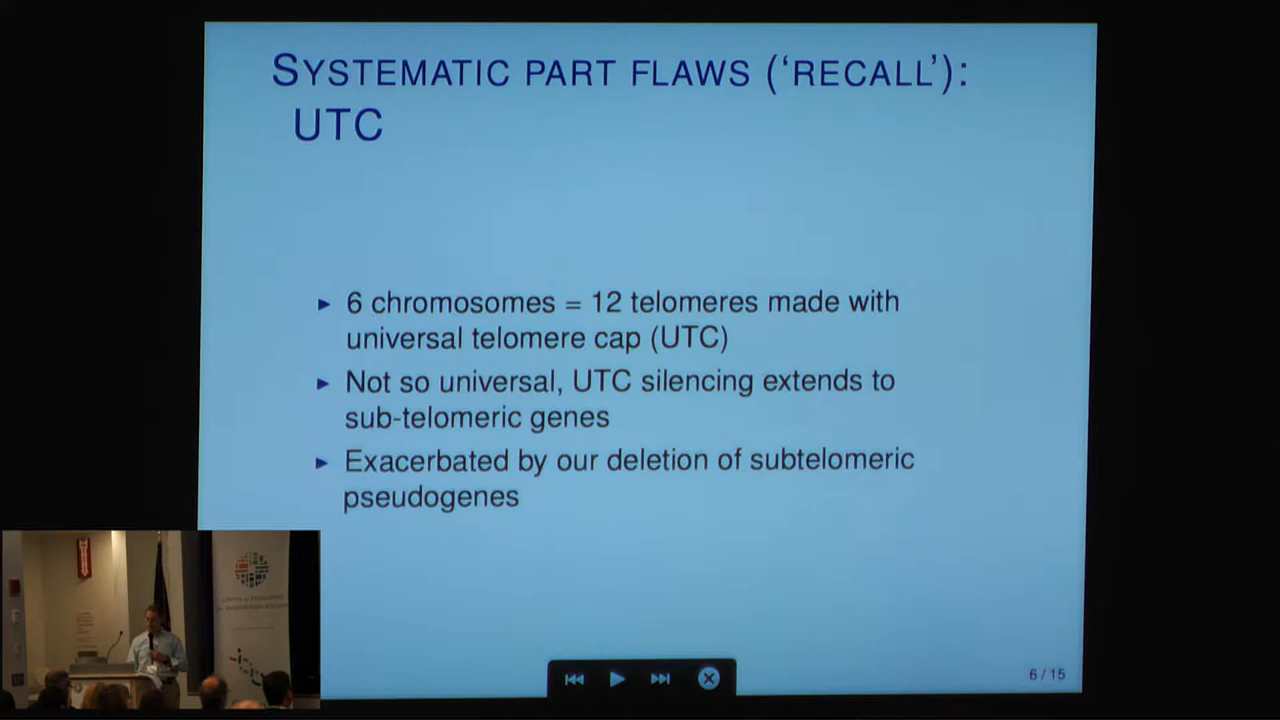 SYSTEMATIC PART FLAWS ('RECALL'):
UTC
▸ 6 chromosomes = 12 telomeres made with
universal telomere cap (UTC)
▸ Not so universal, UTC silencing extends to
sub-telomeric genes
▸ Exacerbated by our deletion of subtelomeric
pseudogenes
6 / 15